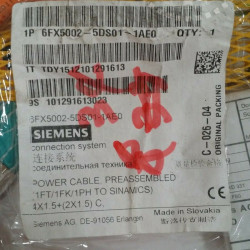 1P 6FX5002-5DS01-1AE0 QTY: 1
1T TDY1512101291613
9S 101291613023
6FX5002-5DS01-1AE0
SIEMENS
connection system
连接系统
соединительная техника
POWER CABLE, PREASSEMBLED
(1FT/1FK/1PH TO SINAMICS)
4X1.5+(2X1.5) C,
Made in Slovakia
Siemens AG DE-91056 Erlangen
C-026-04
ORIGINAL PACKING